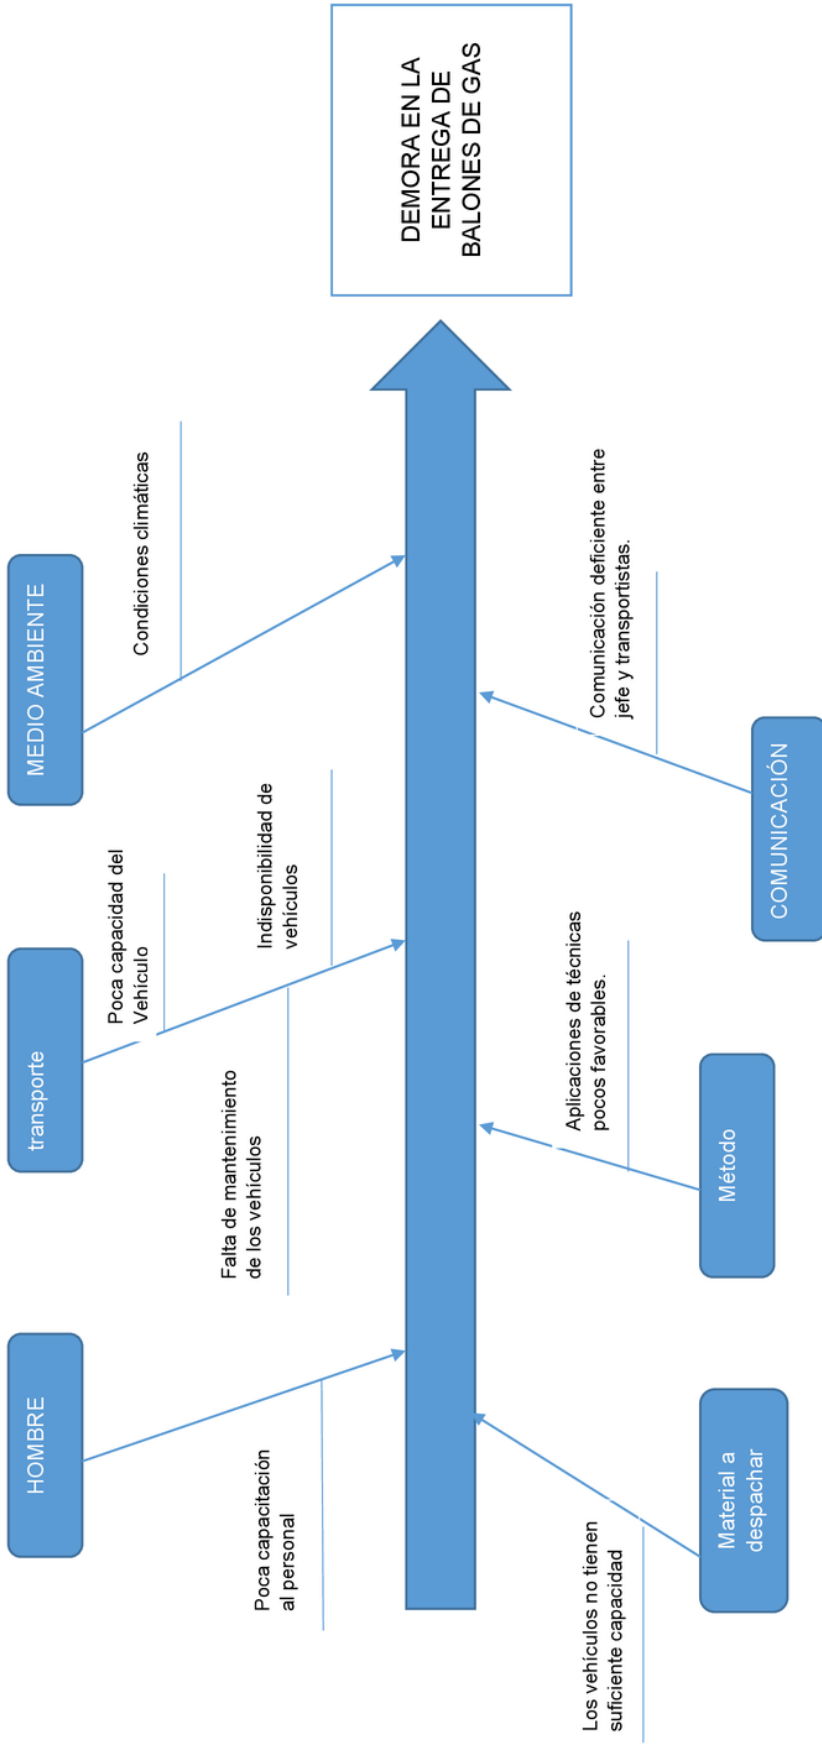 HOMBRE
transporte
MEDIO AMBIENTE
Poca capacitación
al personal
Falta de mantenimiento
de los vehículos
Poca capacidad del
Vehículo
Indisponibilidad de
vehículos
Condiciones climáticas
DEMORA EN LA
ENTREGA DE
BALONES DE GAS
Los vehículos no tienen
suficiente capacidad
Aplicaciones de técnicas
pocos favorables.
Comunicación deficiente entre
jefe y transportistas.
Material a
despachar
Método
COMUNICACIÓN